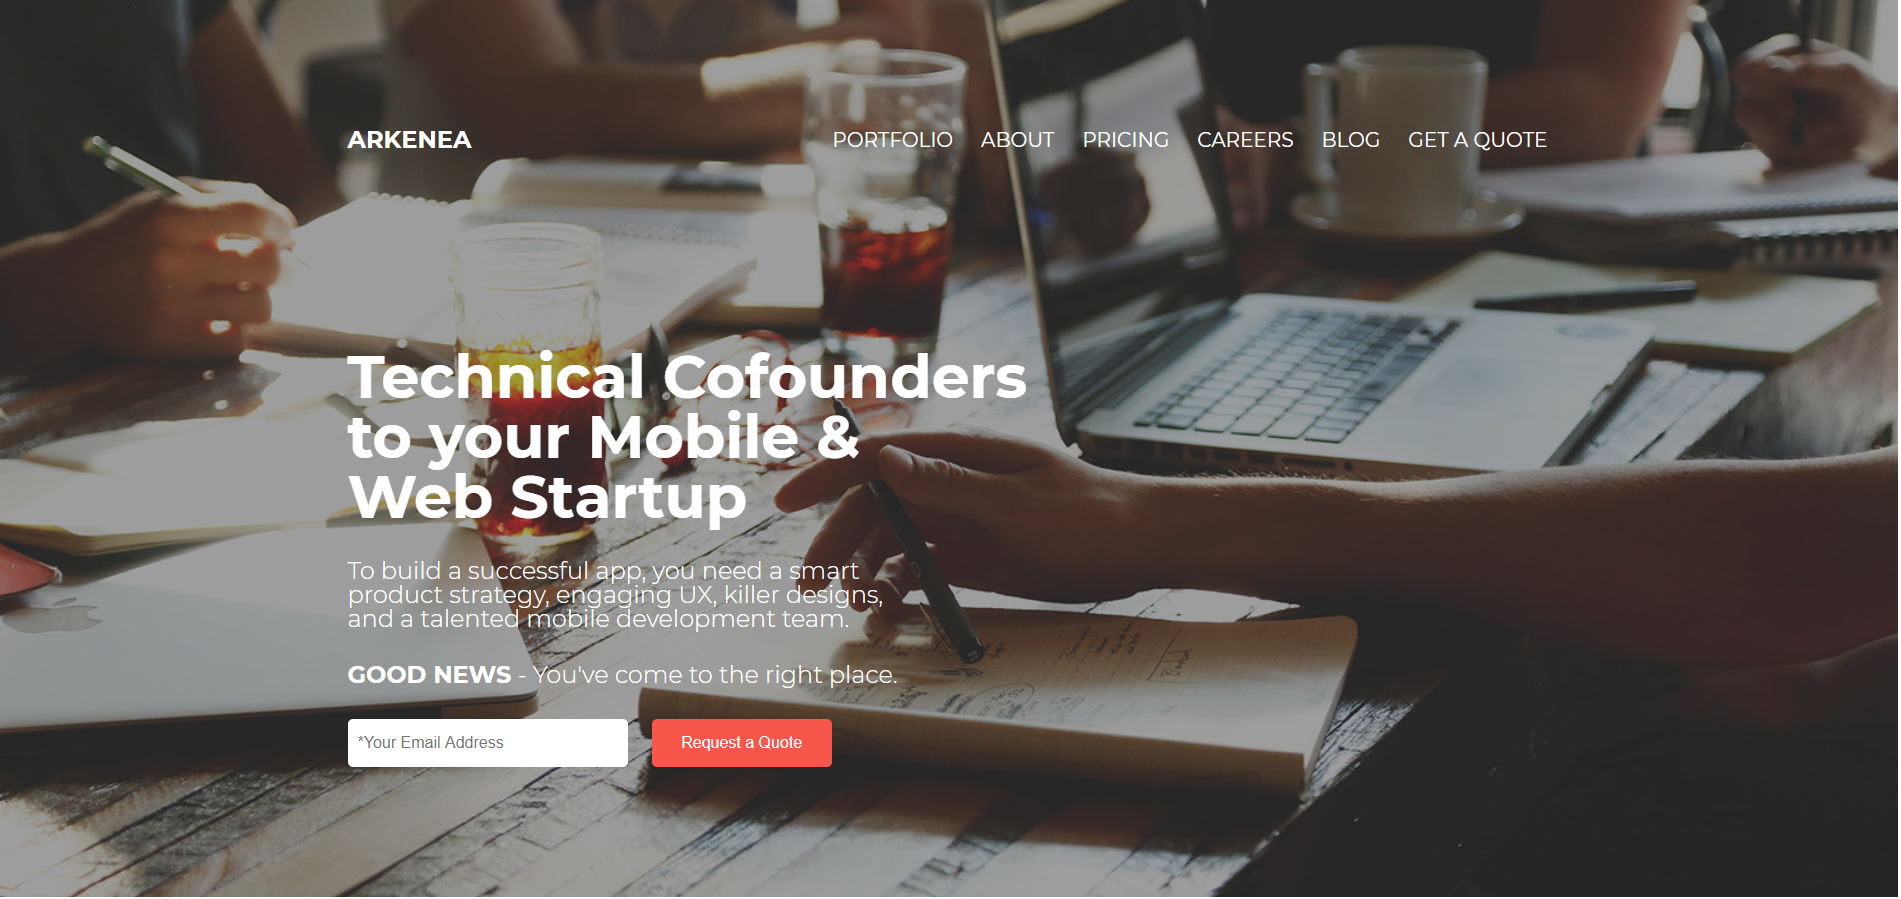 ARKENEA
PORTFOLIO ABOUT PRICING CAREERS BLOG GET A QUOTE
Technical Cofounders
to your Mobile &
Web Startup
To build a successful app, you need a smart
product strategy, engaging UX, killer designs,
and a talented mobile development team.
GOOD NEWS - You've come to the right place.
*Your Email Address
Request a Quote